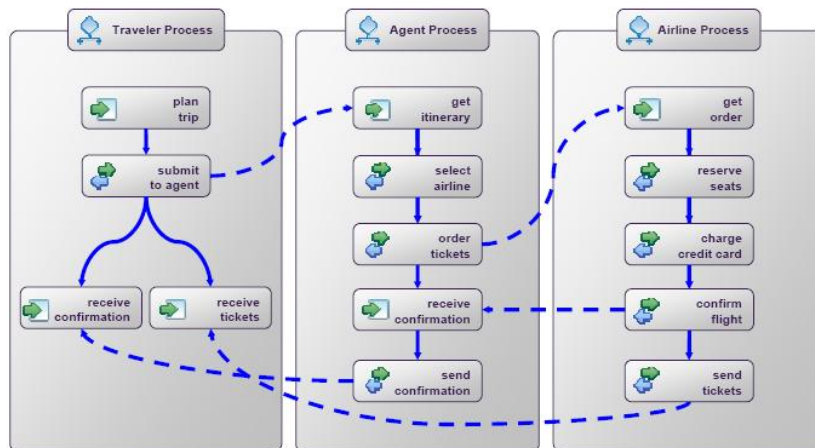 Traveler Process
Agent Process
Airline Process
plan
trip
submit
to agent
receive
confirmation
receive
tickets
get
itinerary
select
airline
order
tickets
receive
confirmation
send
confirmation
get
order
reserve
seats
charge
credit card
confirm
flight
send
tickets